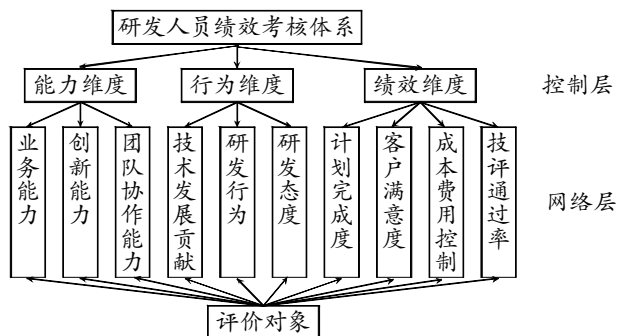 研发人员绩效考核体系
能力维度
行为维度
绩效维度
控制层
业务能力
创新能力
团队协作能力
技术发展贡献
研发行为
研发态度
计划完成度
客户满意度
成本费用控制
技评通过率
网络层
评价对象